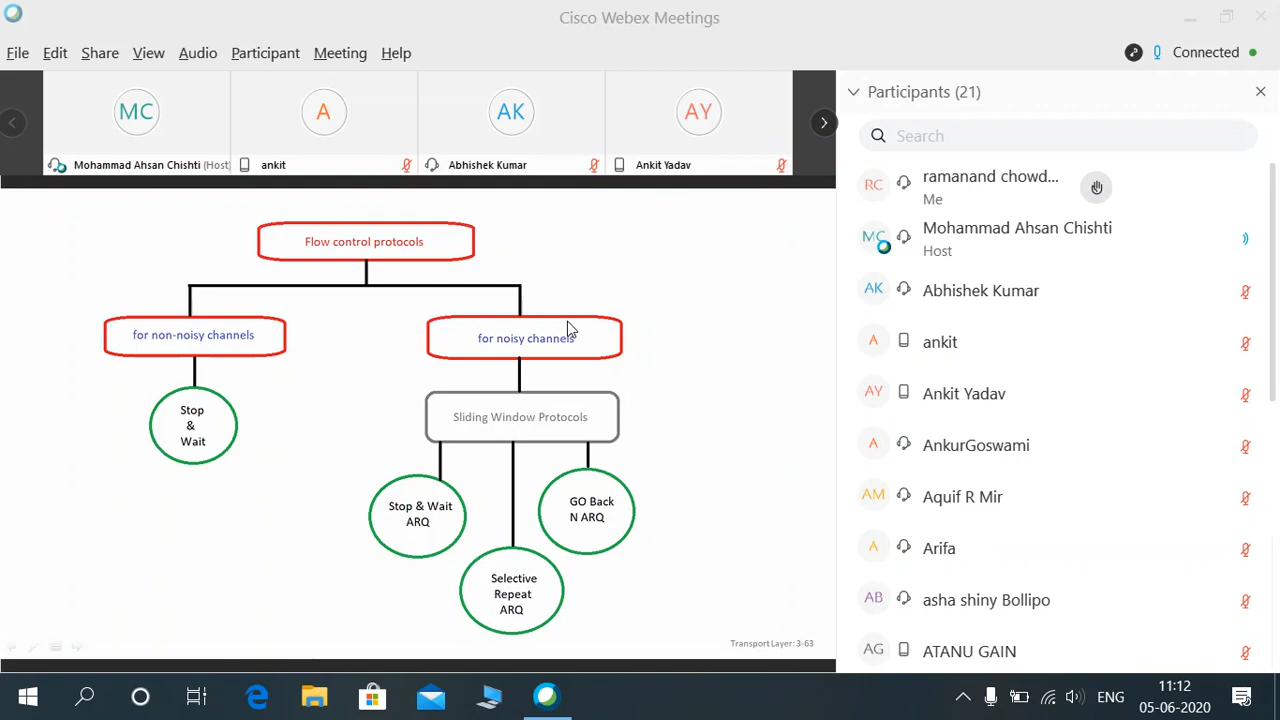 Cisco Webex Meetings
File Edit Share View Audio Participant Meeting Help
Connected
MC
A
AK
AY
Mohammad Ahsan Chishti (Host)
ankit
Abhishek Kumar
Ankit Yadav
Flow control protocols
for non-noisy channels
for noisy channels
Stop
&
Wait
Sliding Window Protocols
Stop & Wait
ARQ
GO Back
N ARQ
Selective
Repeat
ARQ
Transport Layer: 3-63
Participants (21)
Search
RC ramanand chowd...
Me
MC Mohammad Ahsan Chishti
Host
AK Abhishek Kumar
A ankit
AY Ankit Yadav
A AnkurGoswami
AM Aquif R Mir
A Arifa
AB asha shiny Bollipo
AG ATANU GAIN
ENG
11:12
05-06-2020